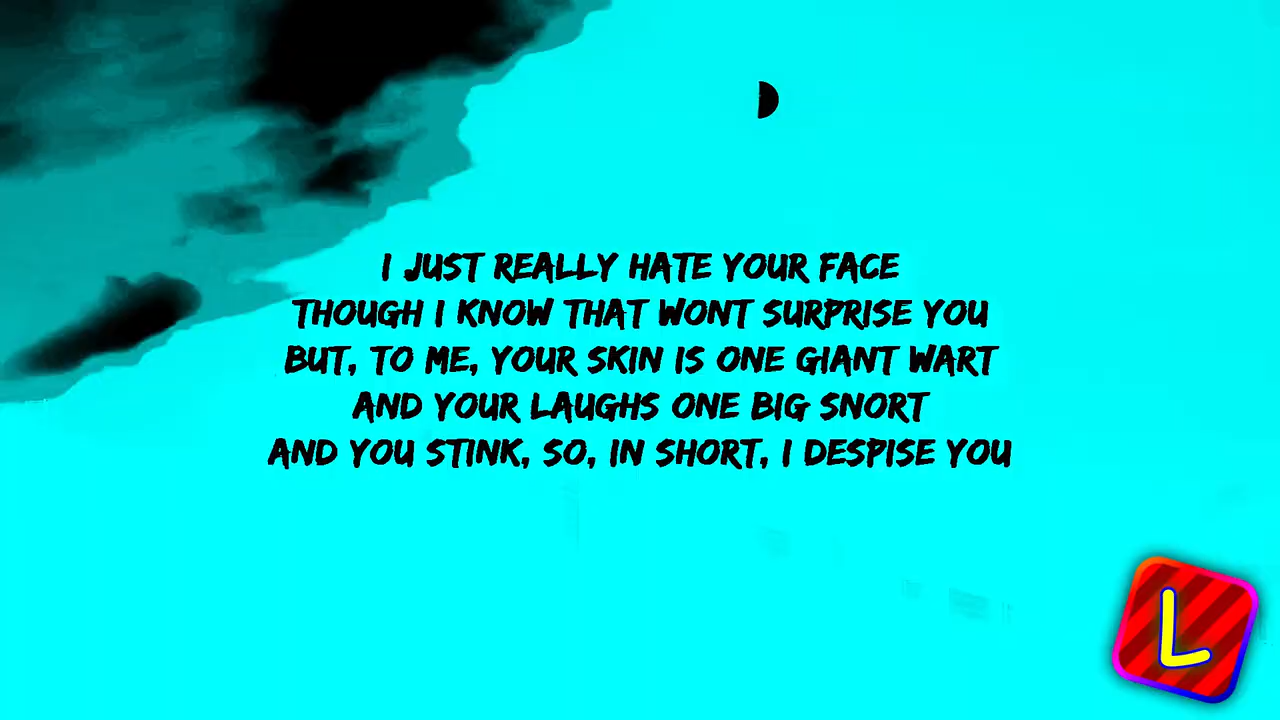 I JUST REALLY HATE YOUR FACE
THOUGH I KNOW THAT WONT SURPRISE YOU
BUT, TO ME, YOUR SKIN IS ONE GIANT WART
AND YOUR LAUGHS ONE BIG SNORT
AND YOU STINK, SO, IN SHORT, I DESPISE YOU
L